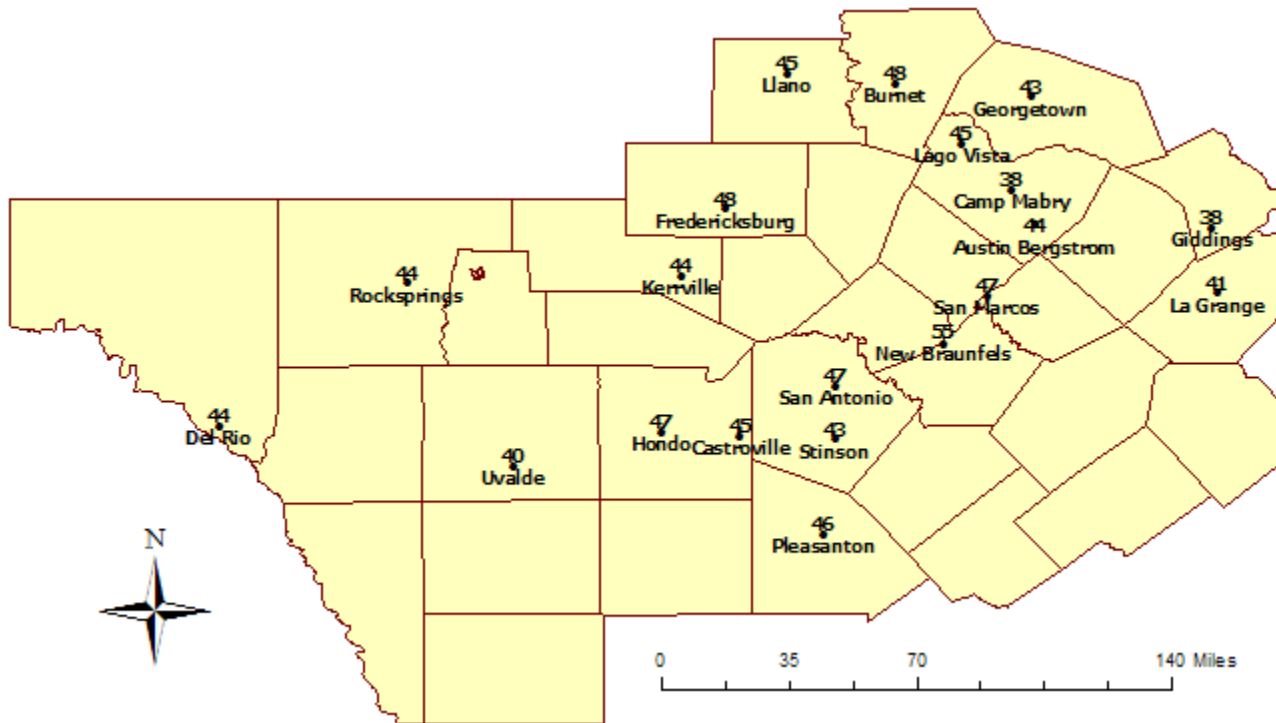 45
Llano
48
Burnet
43
Georgetown
45
Lago Vista
38
Camp Mabry
48
Fredericksburg
38
Giddings
44
Austin Bergstrom
44
Rocksprings
44
Kerrville
47
San Marcos
41
La Grange
55
New Braunfels
47
San Antonio
44
Del Rio
47
Hondo
45
Castroville
43
Stinson
40
Uvalde
46
Pleasanton
N
0 35 70 140 Miles